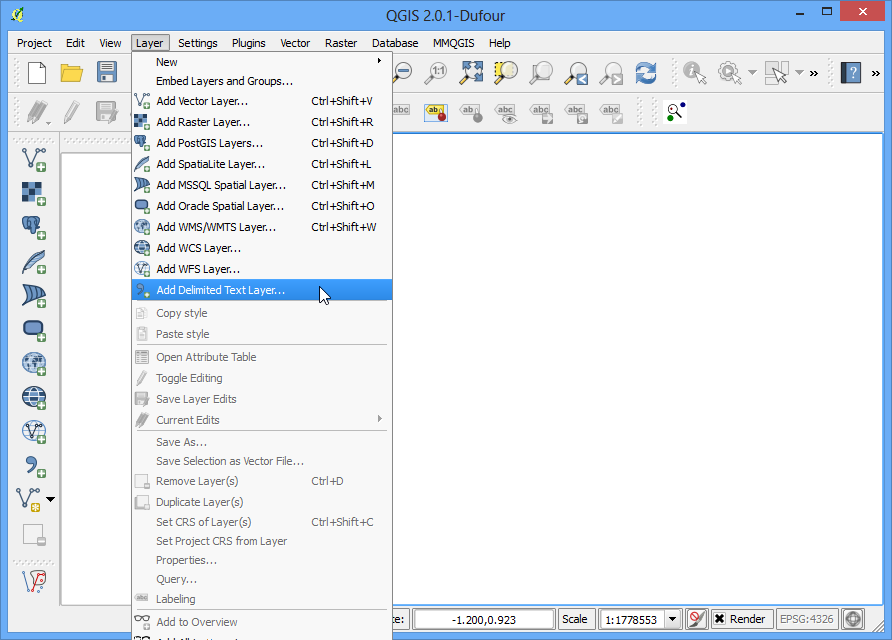 QGIS 2.0.1-Dufour
Project Edit View Layer Settings Plugins Vector Raster Database MMQGIS Help
New
Embed Layers and Groups...
Add Vector Layer... Ctrl+Shift+V
Add Raster Layer... Ctrl+Shift+R
Add PostGIS Layers... Ctrl+Shift+D
Add SpatiaLite Layer... Ctrl+Shift+L
Add MSSQL Spatial Layer... Ctrl+Shift+M
Add Oracle Spatial Layer... Ctrl+Shift+O
Add WMS/WMTS Layer... Ctrl+Shift+W
Add WCS Layer...
Add WFS Layer...
Add Delimited Text Layer...
Copy style
Paste style
Open Attribute Table
Toggle Editing
Save Layer Edits
Current Edits
Save As...
Save Selection as Vector File...
Remove Layer(s) Ctrl+D
Duplicate Layer(s)
Set CRS of Layer(s) Ctrl+Shift+C
Set Project CRS from Layer
Properties...
Query...
Labeling
Add to Overview
-1.200,0.923 Scale 1:1778553 Render EPSG:4326